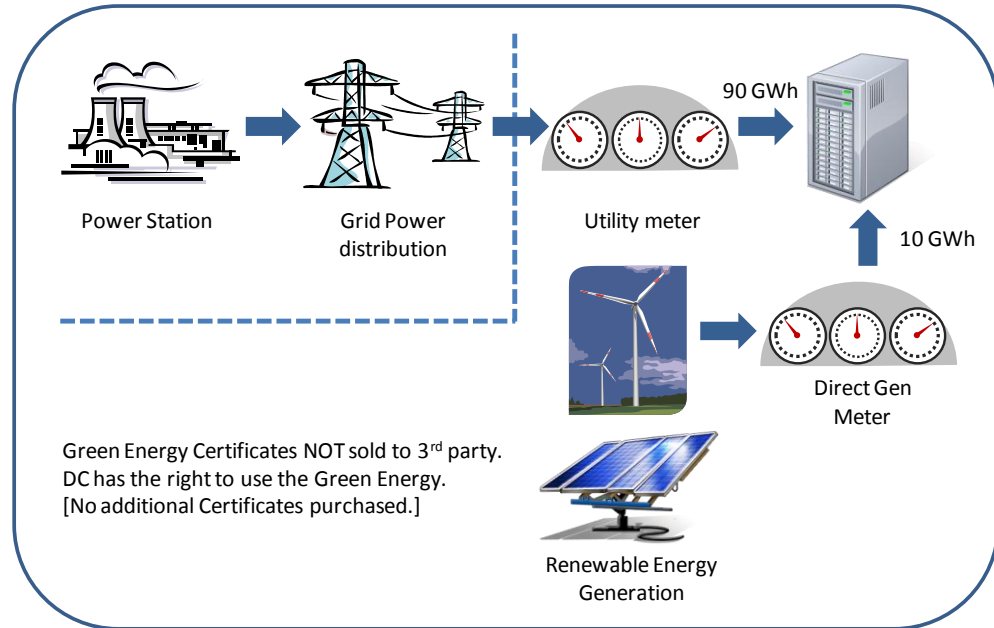 90 GWh
Power Station
Grid Power
distribution
Utility meter
10 GWh
Direct Gen
Meter
Green Energy Certificates NOT sold to 3rd party.
DC has the right to use the Green Energy.
[No additional Certificates purchased.]
Renewable Energy
Generation